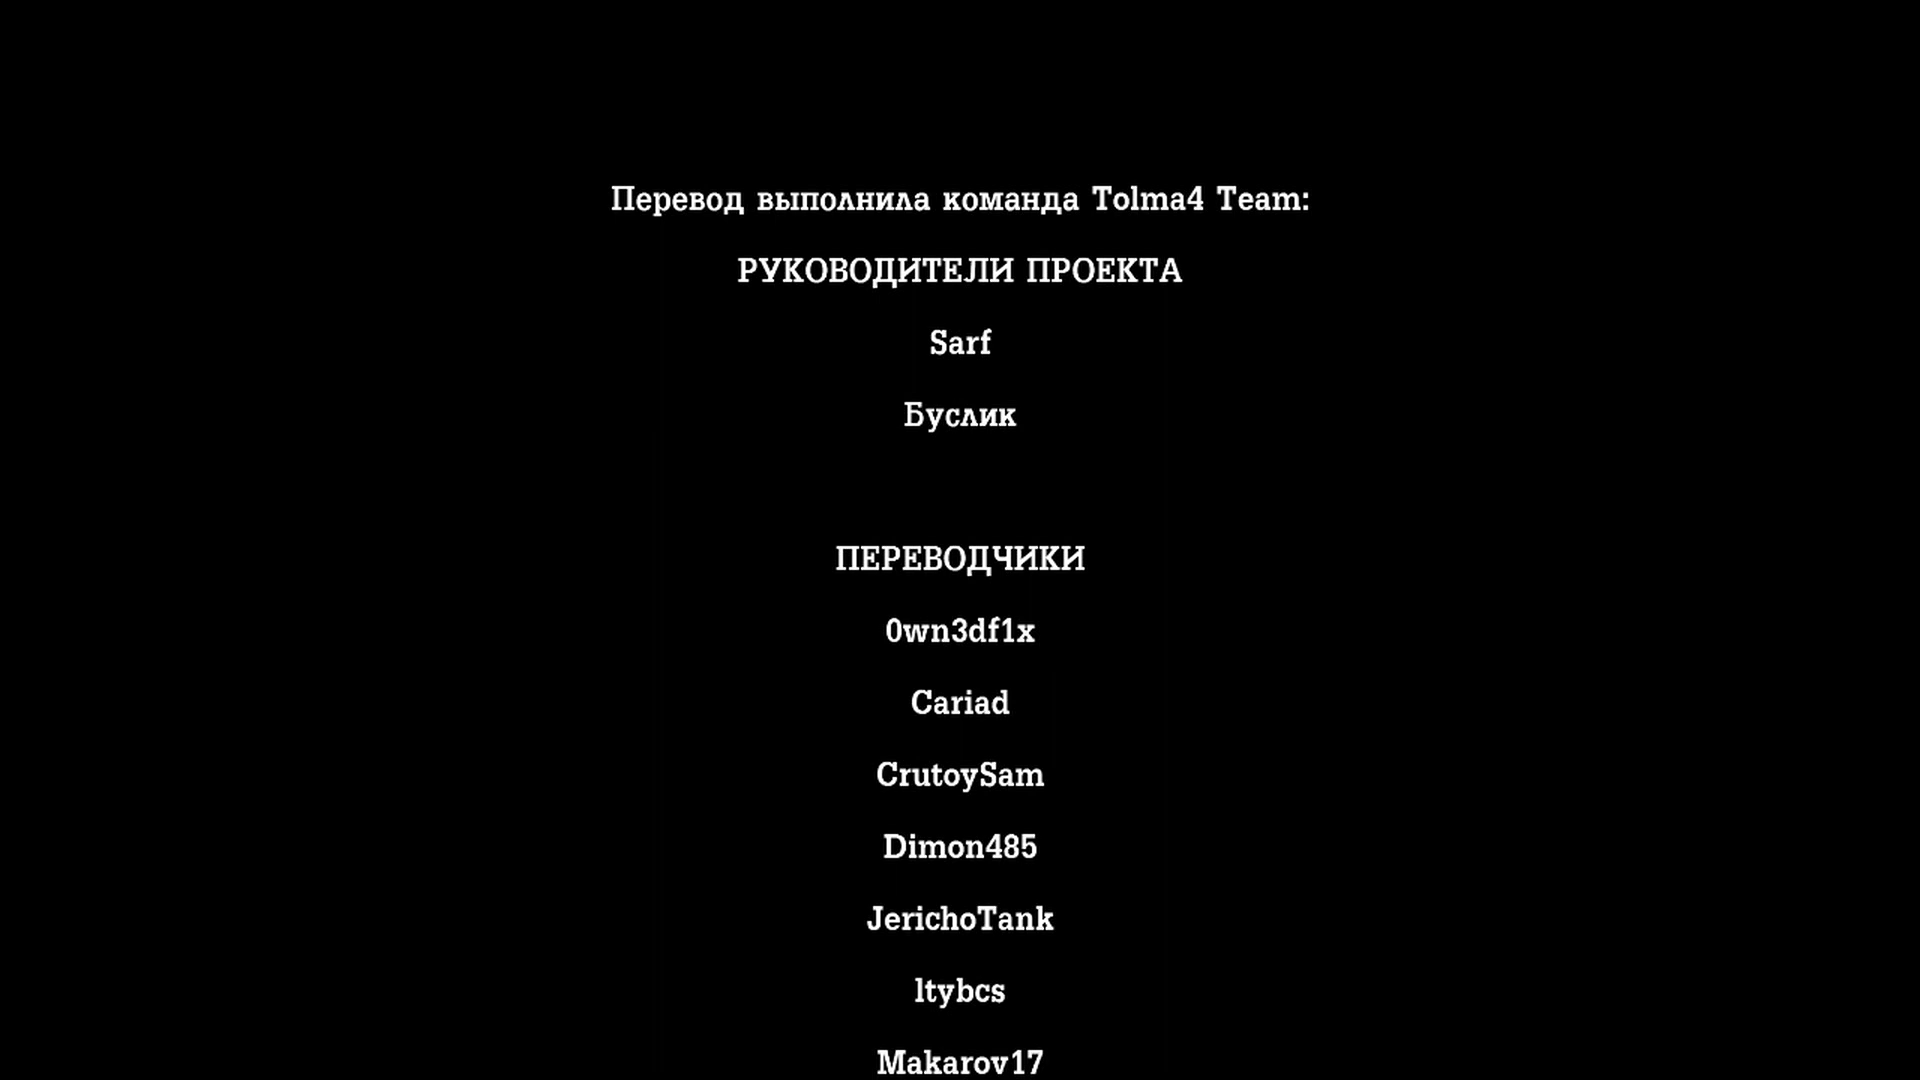 Перевод выполнила команда Tolma4 Team:
РУКОВОДИТЕЛИ ПРОЕКТА
Sarf
Буслик
ПЕРЕВОДЧИКИ
0wn3df1x
Cariad
CrutoySam
Dimon485
JerichoTank
ltybcs
Makarov17